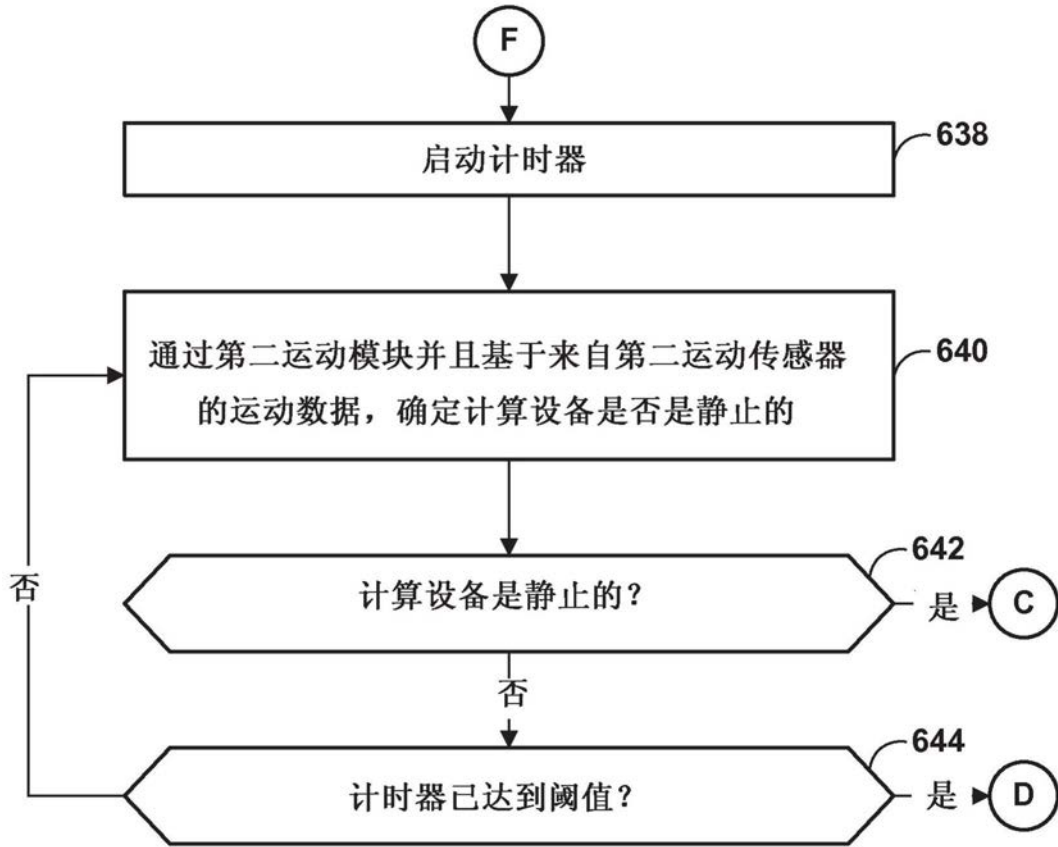 F
启动计时器
638
通过第二运动模块并且基于来自第二运动传感器
的运动数据，确定计算设备是否是静止的
640
计算设备是静止的？
642
是
C
否
否
计时器已达到阈值？
644
是
D